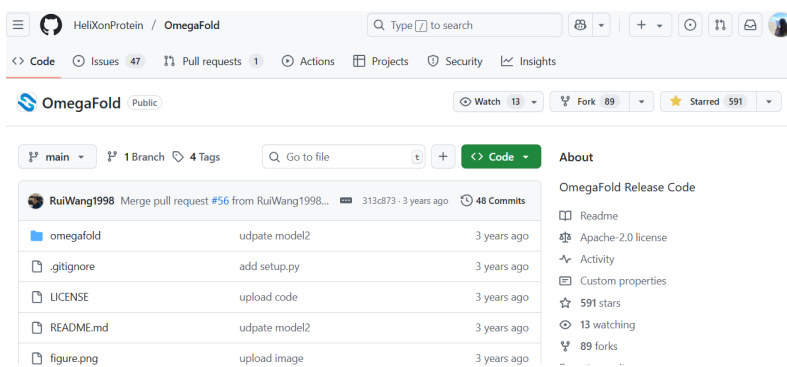 HeliXonProtein / OmegaFold Type / to search
<> Code Issues 47 Pull requests 1 Actions Projects Security Insights
OmegaFold Public Watch 13 Fork 89 Starred 591
main 1 Branch 4 Tags Go to file t Code About
OmegaFold Release Code
RuiWang1998 Merge pull request #56 from RuiWang1998... 313c873 · 3 years ago 48 Commits
Readme
omegafold udpate model2 3 years ago
Apache-2.0 license
Activity
.gitignore add setup.py 3 years ago
Custom properties
LICENSE upload code 3 years ago
591 stars
README.md udpate model2 3 years ago
13 watching
89 forks
figure.png upload image 3 years ago